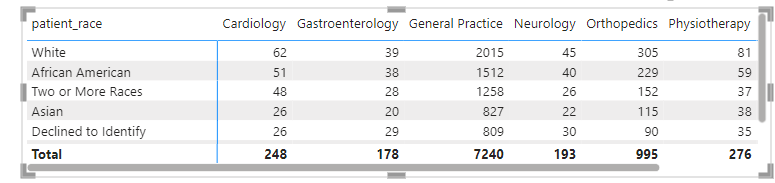 patient_race Cardiology Gastroenterology General Practice Neurology Orthopedics Physiotherapy
White 62 39 2015 45 305 81
African American 51 38 1512 40 229 59
Two or More Races 48 28 1258 26 152 37
Asian 26 20 827 22 115 38
Declined to Identify 26 29 809 30 90 35
Total 248 178 7240 193 995 276